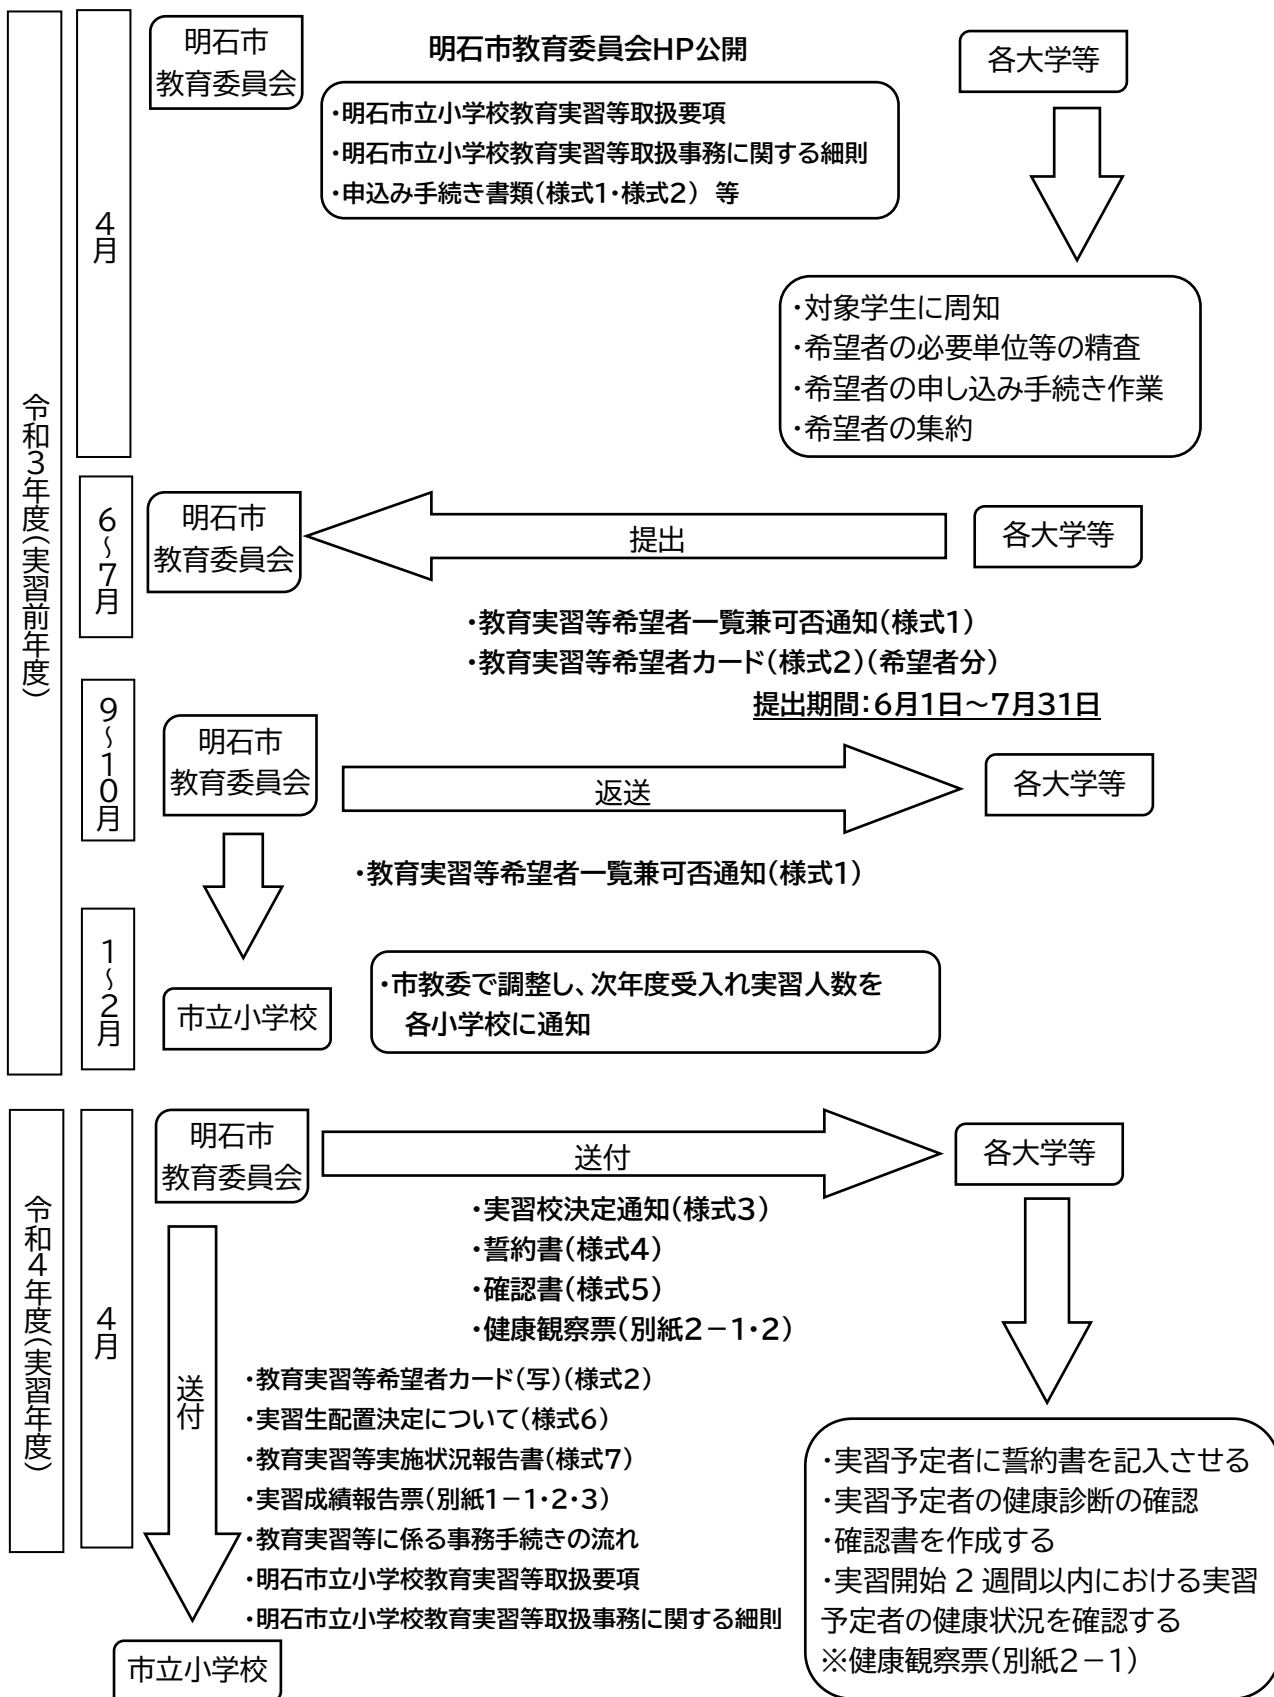 令和3年度(実習前年度)
4月
明石市
教育委員会
明石市教育委員会HP公開
各大学等
・明石市立小学校教育実習等取扱要項
・明石市立小学校教育実習等取扱事務に関する細則
・申込み手続き書類(様式1・様式2) 等
・対象学生に周知
・希望者の必要単位等の精査
・希望者の申し込み手続き作業
・希望者の集約
6~7月
明石市
教育委員会
提出
各大学等
・教育実習等希望者一覧兼可否通知(様式1)
・教育実習等希望者カード(様式2)(希望者分)
提出期間:6月1日~7月31日
9~10月
明石市
教育委員会
返送
各大学等
・教育実習等希望者一覧兼可否通知(様式1)
1~2月
市立小学校
・市教委で調整し、次年度受入れ実習人数を
各小学校に通知
令和4年度(実習年度)
4月
明石市
教育委員会
送付
各大学等
・実習校決定通知(様式3)
・誓約書(様式4)
・確認書(様式5)
・健康観察票(別紙2-1・2)
送付
・教育実習等希望者カード(写)(様式2)
・実習生配置決定について(様式6)
・教育実習等実施状況報告書(様式7)
・実習成績報告票(別紙1-1・2・3)
・教育実習等に係る事務手続きの流れ
・明石市立小学校教育実習等取扱要項
・明石市立小学校教育実習等取扱事務に関する細則
市立小学校
・実習予定者に誓約書を記入させる
・実習予定者の健康診断の確認
・確認書を作成する
・実習開始 2 週間以内における実習
予定者の健康状況を確認する
※健康観察票(別紙2-1)